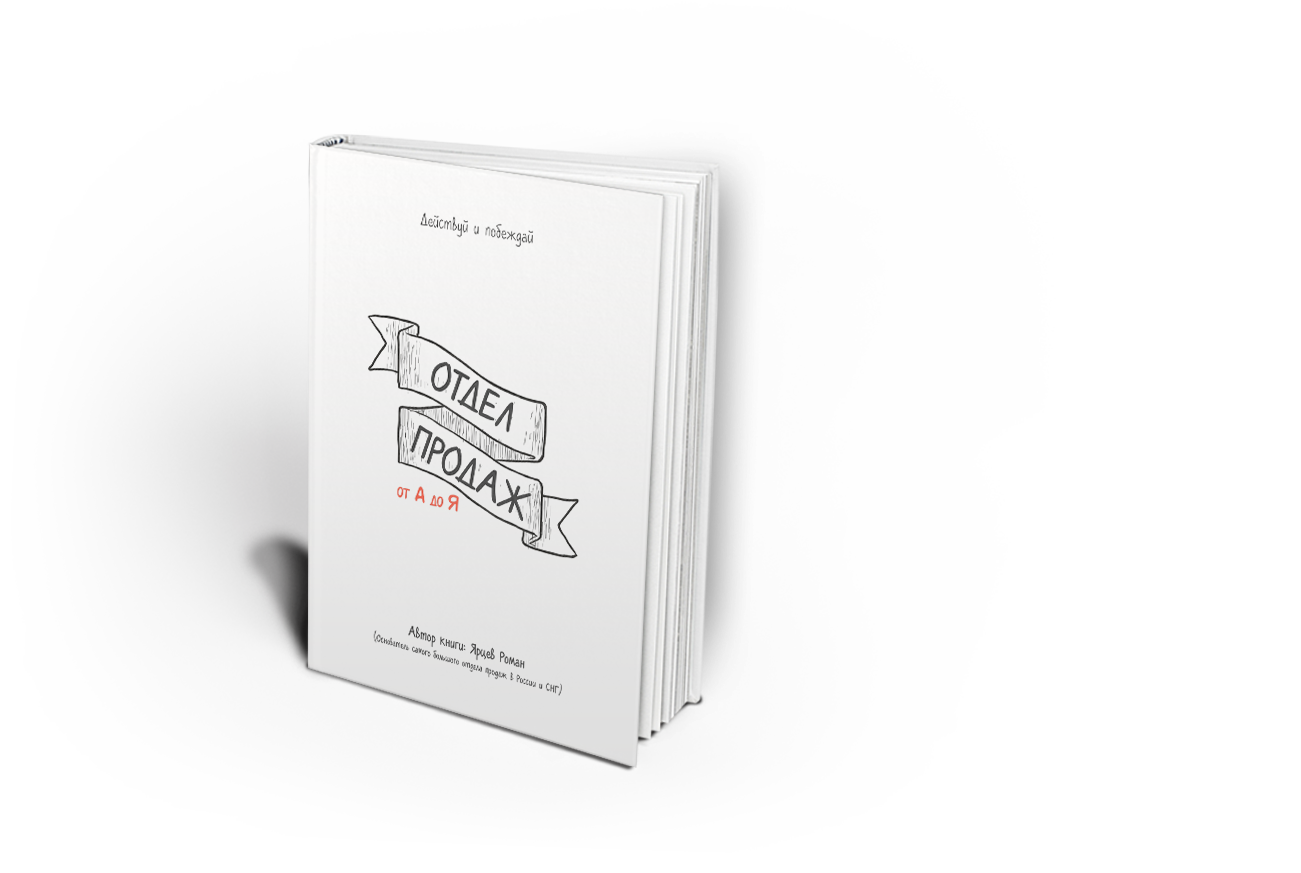 Действуй и побеждай
ОТДЕЛ
ПРОДАЖ
от А до Я
Автор книги: Ярцев Роман
(Основатель самого большого отдела продаж в России и СНГ)